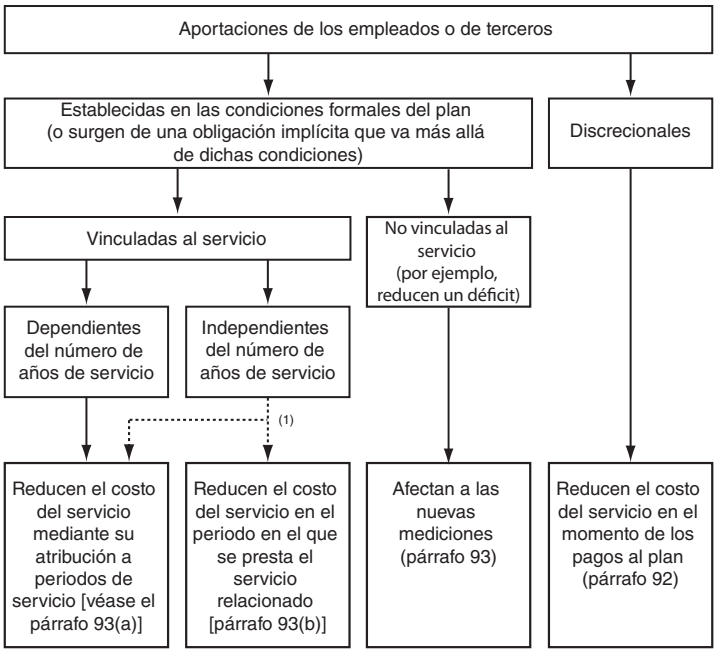 Aportaciones de los empleados o de terceros
Establecidas en las condiciones formales del plan
(o surgen de una obligación implícita que va más allá
de dichas condiciones)
Discrecionales
Vinculadas al servicio
No vinculadas al
servicio
(por ejemplo,
reducen un déficit)
Dependientes
del número de
años de servicio
Independientes
del número de
años de servicio
(1)
Reducen el costo
del servicio
mediante su
atribución a
periodos de
servicio [véase el
párrafo 93(a)]
Reducen el costo
del servicio en el
periodo en el que
se presta el
servicio
relacionado
[párrafo 93(b)]
Afectan a las
nuevas
mediciones
(párrafo 93)
Reducen el costo
del servicio en el
momento de los
pagos al plan
(párrafo 92)